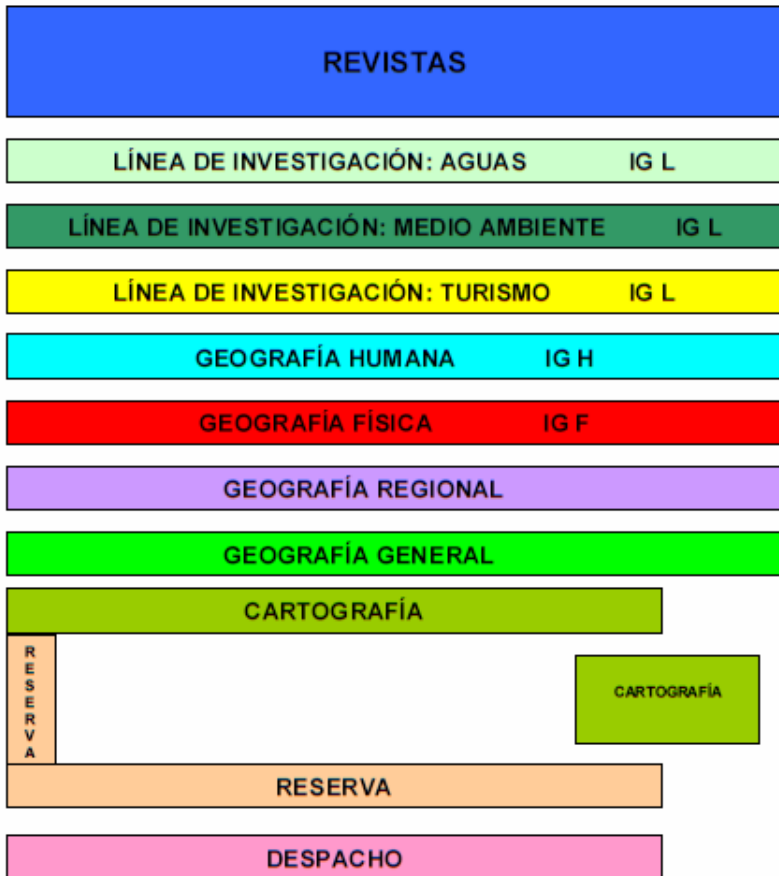 REVISTAS
LÍNEA DE INVESTIGACIÓN: AGUAS IG L
LÍNEA DE INVESTIGACIÓN: MEDIO AMBIENTE IG L
LÍNEA DE INVESTIGACIÓN: TURISMO IG L
GEOGRAFÍA HUMANA IG H
GEOGRAFÍA FÍSICA IG F
GEOGRAFÍA REGIONAL
GEOGRAFÍA GENERAL
CARTOGRAFÍA
RESERVA
CARTOGRAFÍA
RESERVA
DESPACHO